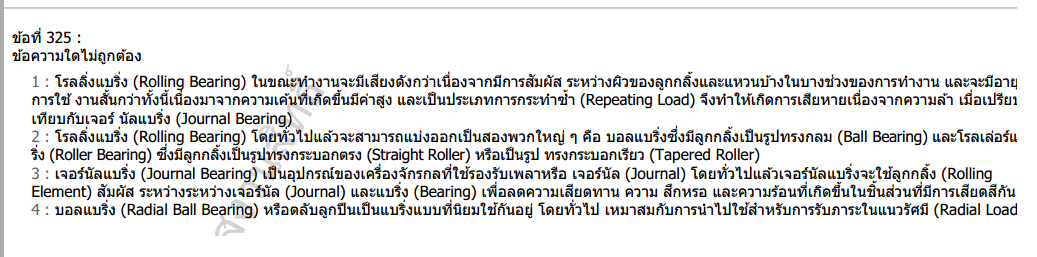 ข้อที่ 325 :
ข้อความใดไม่ถูกต้อง
1 : โรลลิ่งแบริ่ง (Rolling Bearing) ในขณะทำงานจะมีเสียงดังกว่าเนื่องจากมีการสัมผัส ระหว่างผิวของลูกกลิ้งและแหวนบ้างในบางช่วงของการทำงาน และจะมีอายุ
การใช้ งานสั้นกว่าทั้งนี้เนื่องมาจากความเค้นที่เกิดขึ้นมีค่าสูง และเป็นประเภทการกระทำซ้ำ (Repeating Load) จึงทำให้เกิดการเสียหายเนื่องจากความล้า เมื่อเปรียบ
เทียบกับเจอร์ นัลแบริ่ง (Journal Bearing)
2 : โรลลิ่งแบริ่ง (Rolling Bearing) โดยทั่วไปแล้วจะสามารถแบ่งออกเป็นสองพวกใหญ่ ๆ คือ บอลแบริ่งซึ่งมีลูกกลิ้งเป็นรูปทรงกลม (Ball Bearing) และโรลเล่อร์แ
ริ่ง (Roller Bearing) ซึ่งมีลูกกลิ้งเป็นรูปทรงกระบอกตรง (Straight Roller) หรือเป็นรูป ทรงกระบอกเรียว (Tapered Roller)
3 : เจอร์นัลแบริ่ง (Journal Bearing) เป็นอุปกรณ์ของเครื่องจักรกลที่ใช้รองรับเพลาหรือ เจอร์นัล (Journal) โดยทั่วไปแล้วเจอร์นัลแบริ่งจะใช้ลูกกลิ้ง (Rolling
Element) สัมผัส ระหว่างระหว่างเจอร์นัล (Journal) และแบริ่ง (Bearing) เพื่อลดความเสียดทาน ความ สึกหรอ และความร้อนที่เกิดขึ้นในชิ้นส่วนที่มีการเสียดสีกัน
4 : บอลแบริ่ง (Radial Ball Bearing) หรือตลับลูกปืนเป็นแบริ่งแบบที่นิยมใช้กันอยู่ โดยทั่วไป เหมาสมกับการนำไปใช้สำหรับการรับภาระในแนวรัศมี (Radial Load